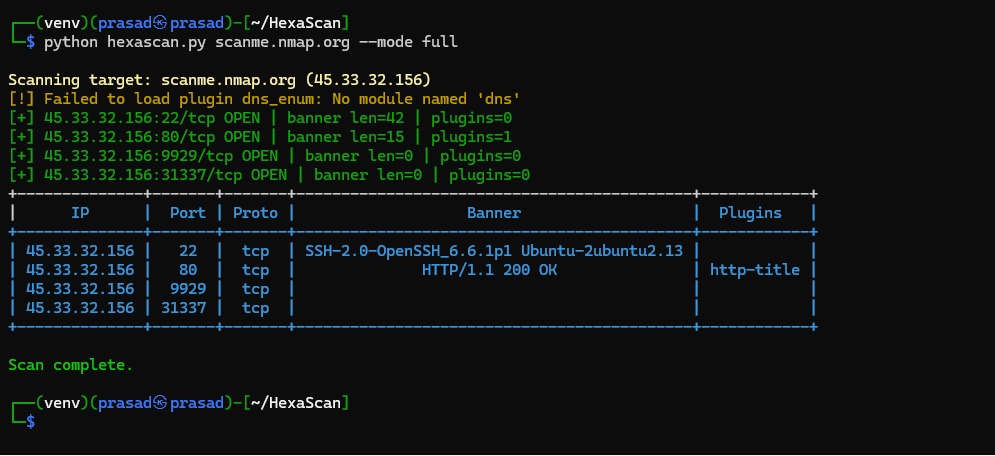 ┌──(venv)(prasad㉿prasad)-[~/HexaScan]
└─$ python hexascan.py scanme.nmap.org --mode full
Scanning target: scanme.nmap.org (45.33.32.156)
[!] Failed to load plugin dns_enum: No module named 'dns'
[+] 45.33.32.156:22/tcp OPEN | banner len=42 | plugins=0
[+] 45.33.32.156:80/tcp OPEN | banner len=15 | plugins=1
[+] 45.33.32.156:9929/tcp OPEN | banner len=0 | plugins=0
[+] 45.33.32.156:31337/tcp OPEN | banner len=0 | plugins=0
+--------------+-------+-------+--------------------------------------------+------------+
|      IP      |  Port | Proto |                   Banner                   |  Plugins   |
+--------------+-------+-------+--------------------------------------------+------------+
| 45.33.32.156 |   22  |  tcp  | SSH-2.0-OpenSSH_6.6.1p1 Ubuntu-2ubuntu2.13 |            |
| 45.33.32.156 |   80  |  tcp  |              HTTP/1.1 200 OK               | http-title |
| 45.33.32.156 |  9929 |  tcp  |                                            |            |
| 45.33.32.156 | 31337 |  tcp  |                                            |            |
+--------------+-------+-------+--------------------------------------------+------------+
Scan complete.
┌──(venv)(prasad㉿prasad)-[~/HexaScan]
└─$